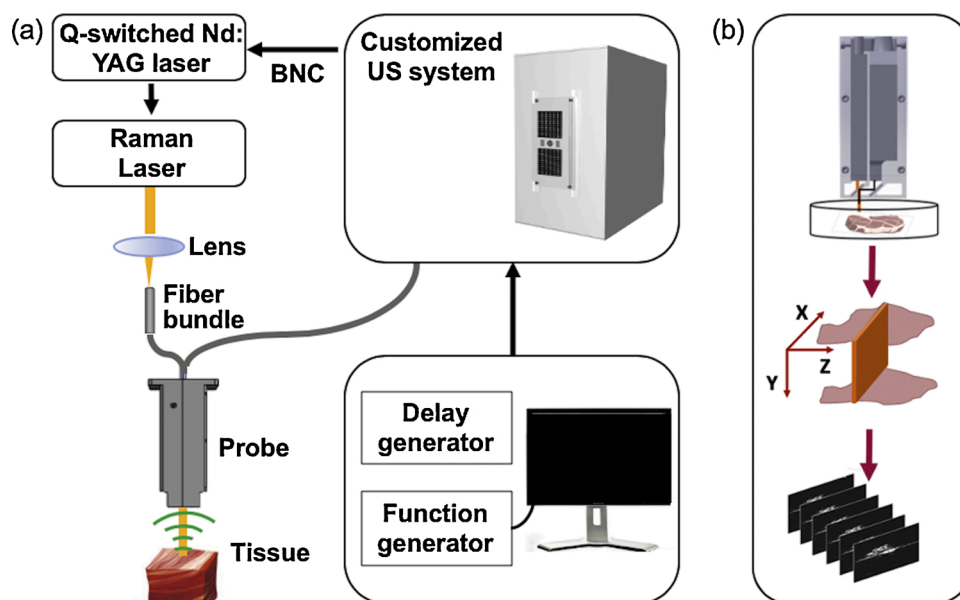 (a)
Q-switched Nd:
YAG laser
BNC
Customized
US system
Raman
Laser
Lens
Fiber
bundle
Probe
Tissue
Delay
generator
Function
generator
(b)
X
Z
Y